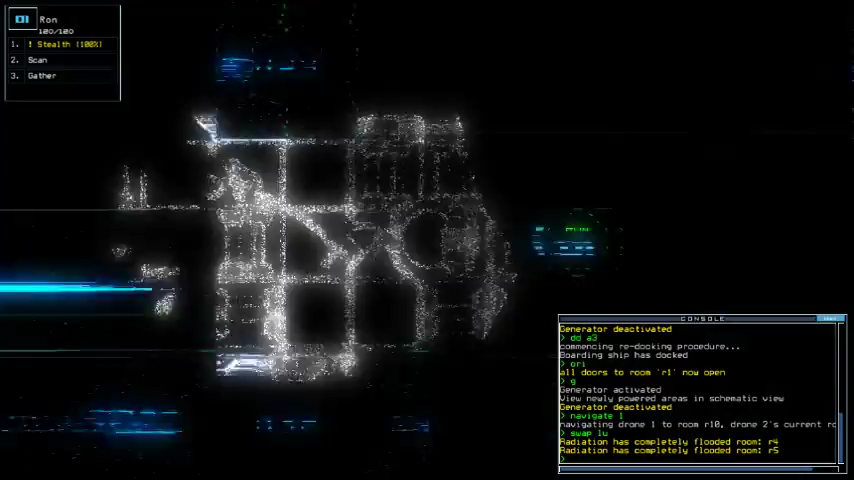 01 Ron
100/100
1. ! Stealth (100%)
2. Scan
3. Gather
CONSOLE
Generator deactivated
> dd a3
commencing re-docking procedure...
Boarding ship has docked
> ori
all doors to room 'r1' now open
> g
Generator activated
View newly powered areas in schematic view
Generator deactivated
> navigate 1
navigating drone 1 to r10, drone 2's current ro
> swap lu
Radiation has completely flooded room: r4
Radiation has completely flooded room: r5
>